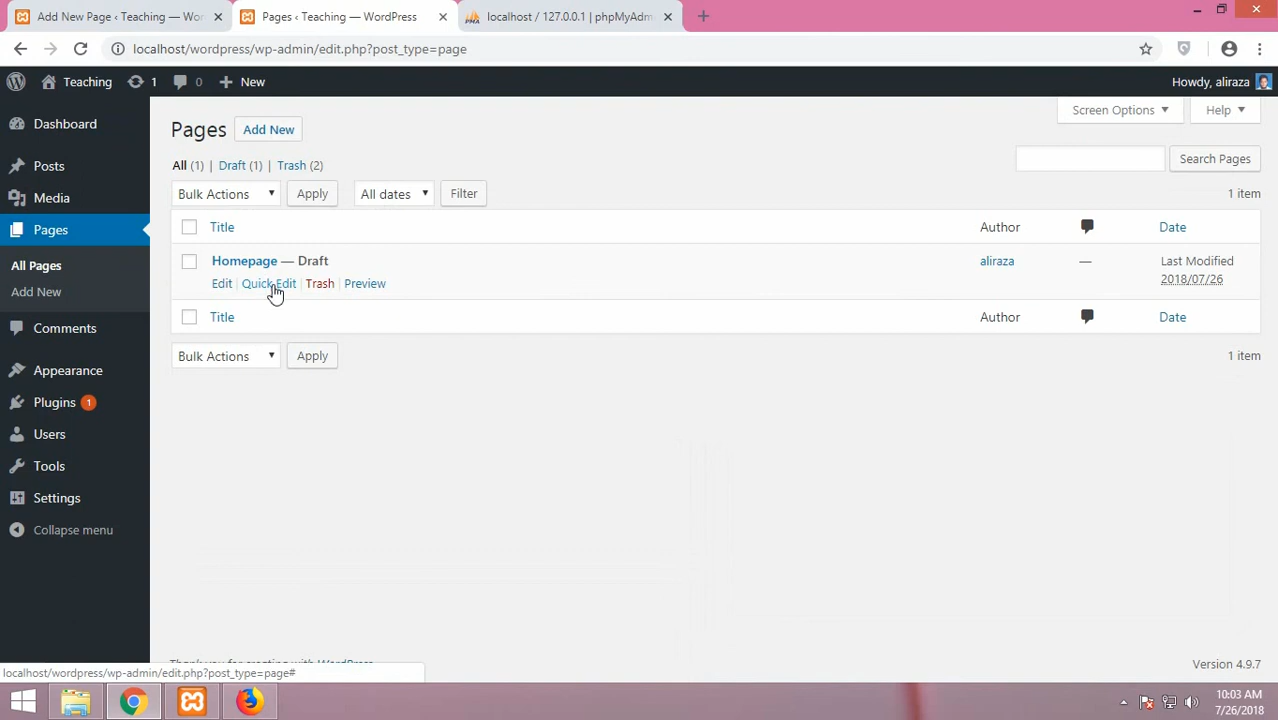 Add New Page ‹ Teaching — Wor
Pages ‹ Teaching — WordPress
localhost / 127.0.0.1 | phpMyAdm
localhost/wordpress/wp-admin/edit.php?post_type=page
Teaching 1 0 New
Howdy, aliraza
Dashboard
Posts
Media
Pages
All Pages
Add New
Comments
Appearance
Plugins 1
Users
Tools
Settings
Collapse menu
Screen Options Help
Pages Add New
All (1) | Draft (1) | Trash (2)
Search Pages
Bulk Actions Apply All dates Filter 1 item
Title Author Date
Homepage — Draft aliraza — Last Modified
2018/07/26
Edit | Quick Edit | Trash | Preview
Title Author Date
Bulk Actions Apply 1 item
Thank you for creating with WordPress
Version 4.9.7
localhost/wordpress/wp-admin/edit.php?post_type=page#
10:03 AM
7/26/2018